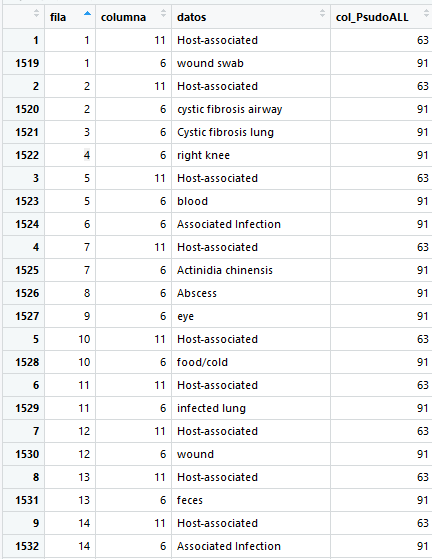 fila columna datos col_PsudoALL
1 1 11 Host-associated 63
1519 1 6 wound swab 91
2 2 11 Host-associated 63
1520 2 6 cystic fibrosis airway 91
1521 3 6 Cystic fibrosis lung 91
1522 4 6 right knee 91
3 5 11 Host-associated 63
1523 5 6 blood 91
1524 6 6 Associated Infection 91
4 7 11 Host-associated 63
1525 7 6 Actinidia chinensis 91
1526 8 6 Abscess 91
1527 9 6 eye 91
5 10 11 Host-associated 63
1528 10 6 food/cold 91
6 11 11 Host-associated 63
1529 11 6 infected lung 91
7 12 11 Host-associated 63
1530 12 6 wound 91
8 13 11 Host-associated 63
1531 13 6 feces 91
9 14 11 Host-associated 63
1532 14 6 Associated Infection 91